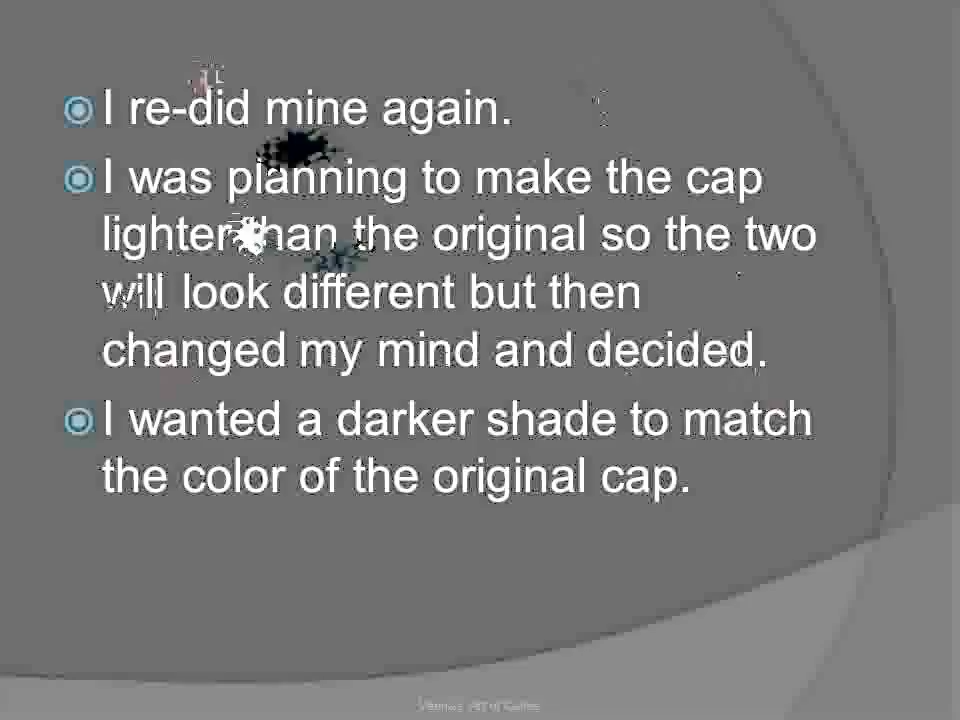 I re-did mine again.
I was planning to make the cap
lighter than the original so the two
will look different but then
changed my mind and decided.
I wanted a darker shade to match
the color of the original cap.